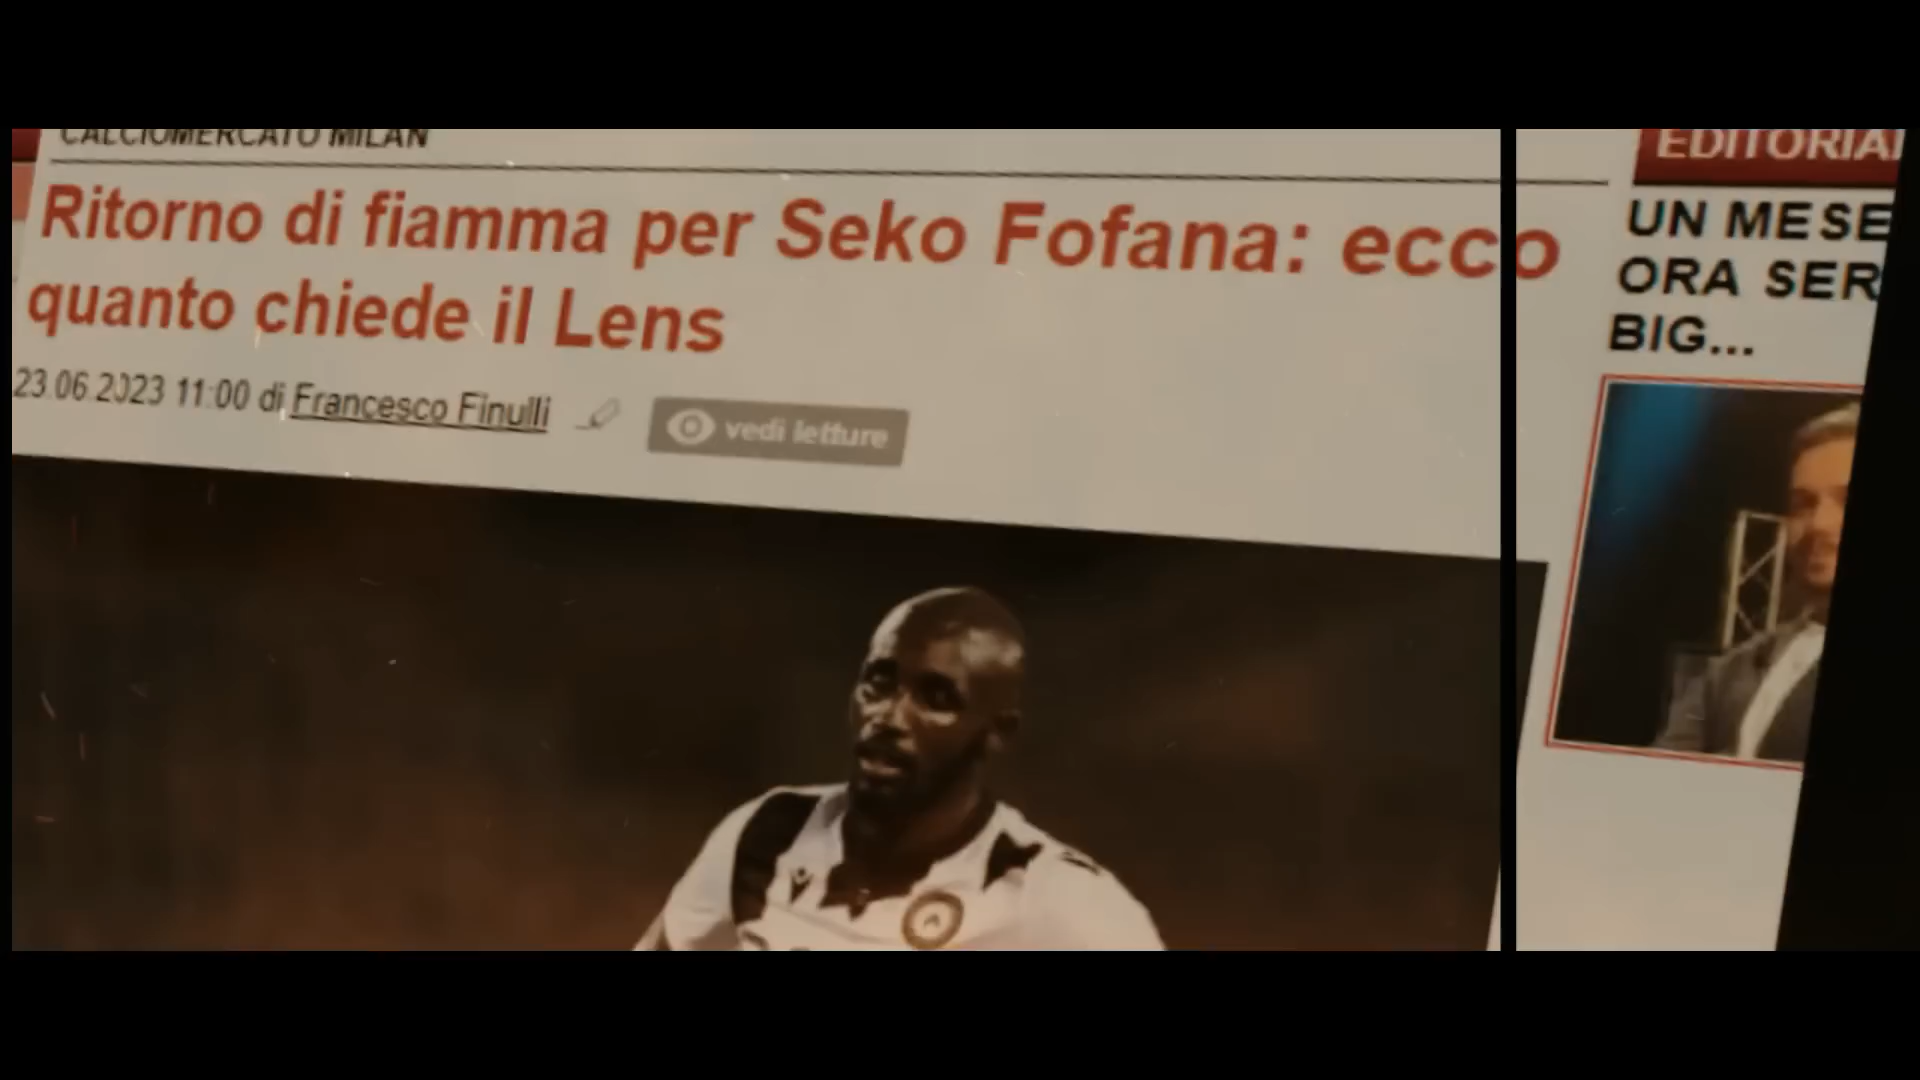 CALCIOMERCATO MILAN
Ritorno di fiamma per Seko Fofana: ecco
quanto chiede il Lens
23.06.2023 11:00 di Francesco Finulli
vedi letture
EDITORIAL
UN MESE
ORA SER
BIG...